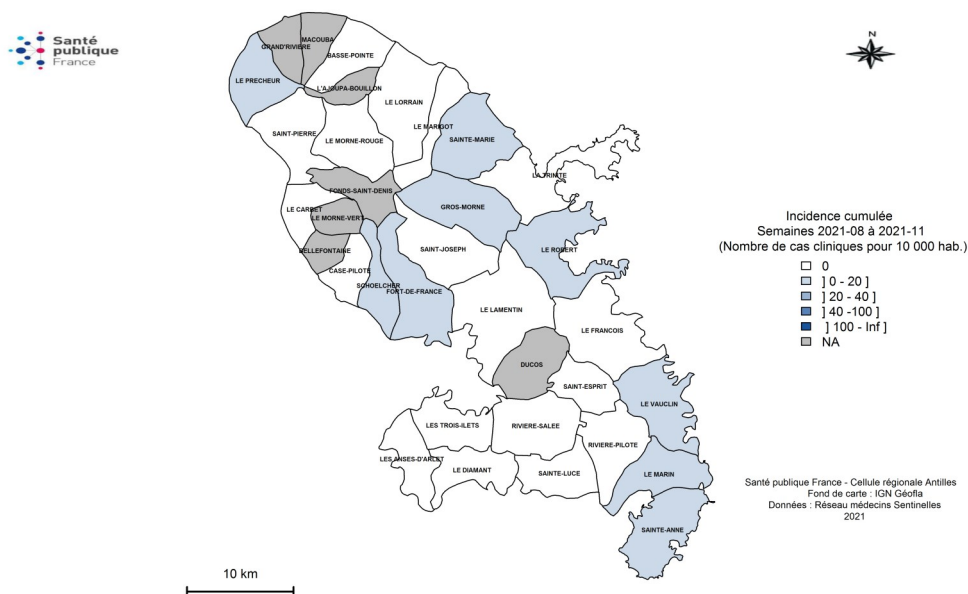 Santé
publique
France
N
MACOUBA
GRAND'RIVIERE
BASSE-POINTE
LE PRECHEUR
L'AJOUPA-BOUILLON
LE LORRAIN
LE MARIGOT
SAINT-PIERRE
LE MORNE-ROUGE
SAINTE-MARIE
LA TRINITE
FONDS-SAINT-DENIS
LE CARBET
GROS-MORNE
LE MORNE-VERT
SAINT-JOSEPH
LE ROBERT
BELLEFONTAINE
CASE-PILOTE
SCHOELCHER
FORT-DE-FRANCE
LE LAMENTIN
LE FRANCOIS
DUCOS
SAINT-ESPRIT
LE VAUCLIN
LES TROIS-ILETS
RIVIERE-SALEE
RIVIERE-PILOTE
LES ANSES-D'ARLET
LE DIAMANT
SAINTE-LUCE
LE MARIN
SAINTE-ANNE
Incidence cumulée
Semaines 2021-08 à 2021-11
(Nombre de cas cliniques pour 10 000 hab.)
0
] 0 - 20 ]
] 20 - 40 ]
] 40 -100 ]
] 100 - Inf ]
NA
Santé publique France - Cellule régionale Antilles
Fond de carte : IGN Géofla
Données : Réseau médecins Sentinelles
2021
10 km